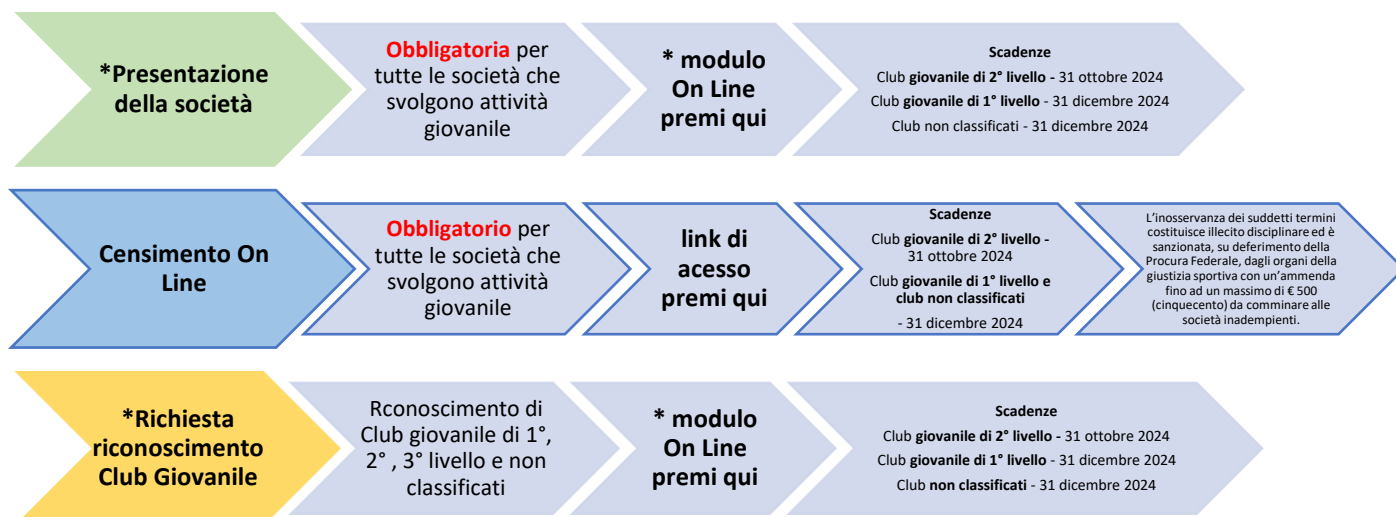 *Presentazione
della società
Obbligatoria per
tutte le società che
svolgono attività
giovanile
* modulo
On Line
premi qui
Scadenze
Club giovanile di 2° livello - 31 ottobre 2024
Club giovanile di 1° livello - 31 dicembre 2024
Club non classificati - 31 dicembre 2024
Censimento On
Line
Obbligatorio per
tutte le società che
svolgono attività
giovanile
link di
acesso
premi qui
Scadenze
Club giovanile di 2° livello -
31 ottobre 2024
Club giovanile di 1° livello e
club non classificati
- 31 dicembre 2024
L'inosservanza dei suddetti termini
costituisce illecito disciplinare ed è
sanzionata, su deferimento della
Procura Federale, dagli organi della
giustizia sportiva con un'ammenda
fino ad un massimo di € 500
(cinquecento) da comminare alle
società inadempienti.
*Richiesta
riconoscimento
Club Giovanile
Rconoscimento di
Club giovanile di 1°,
2° , 3° livello e non
classificati
* modulo
On Line
premi qui
Scadenze
Club giovanile di 2° livello - 31 ottobre 2024
Club giovanile di 1° livello - 31 dicembre 2024
Club non classificati - 31 dicembre 2024